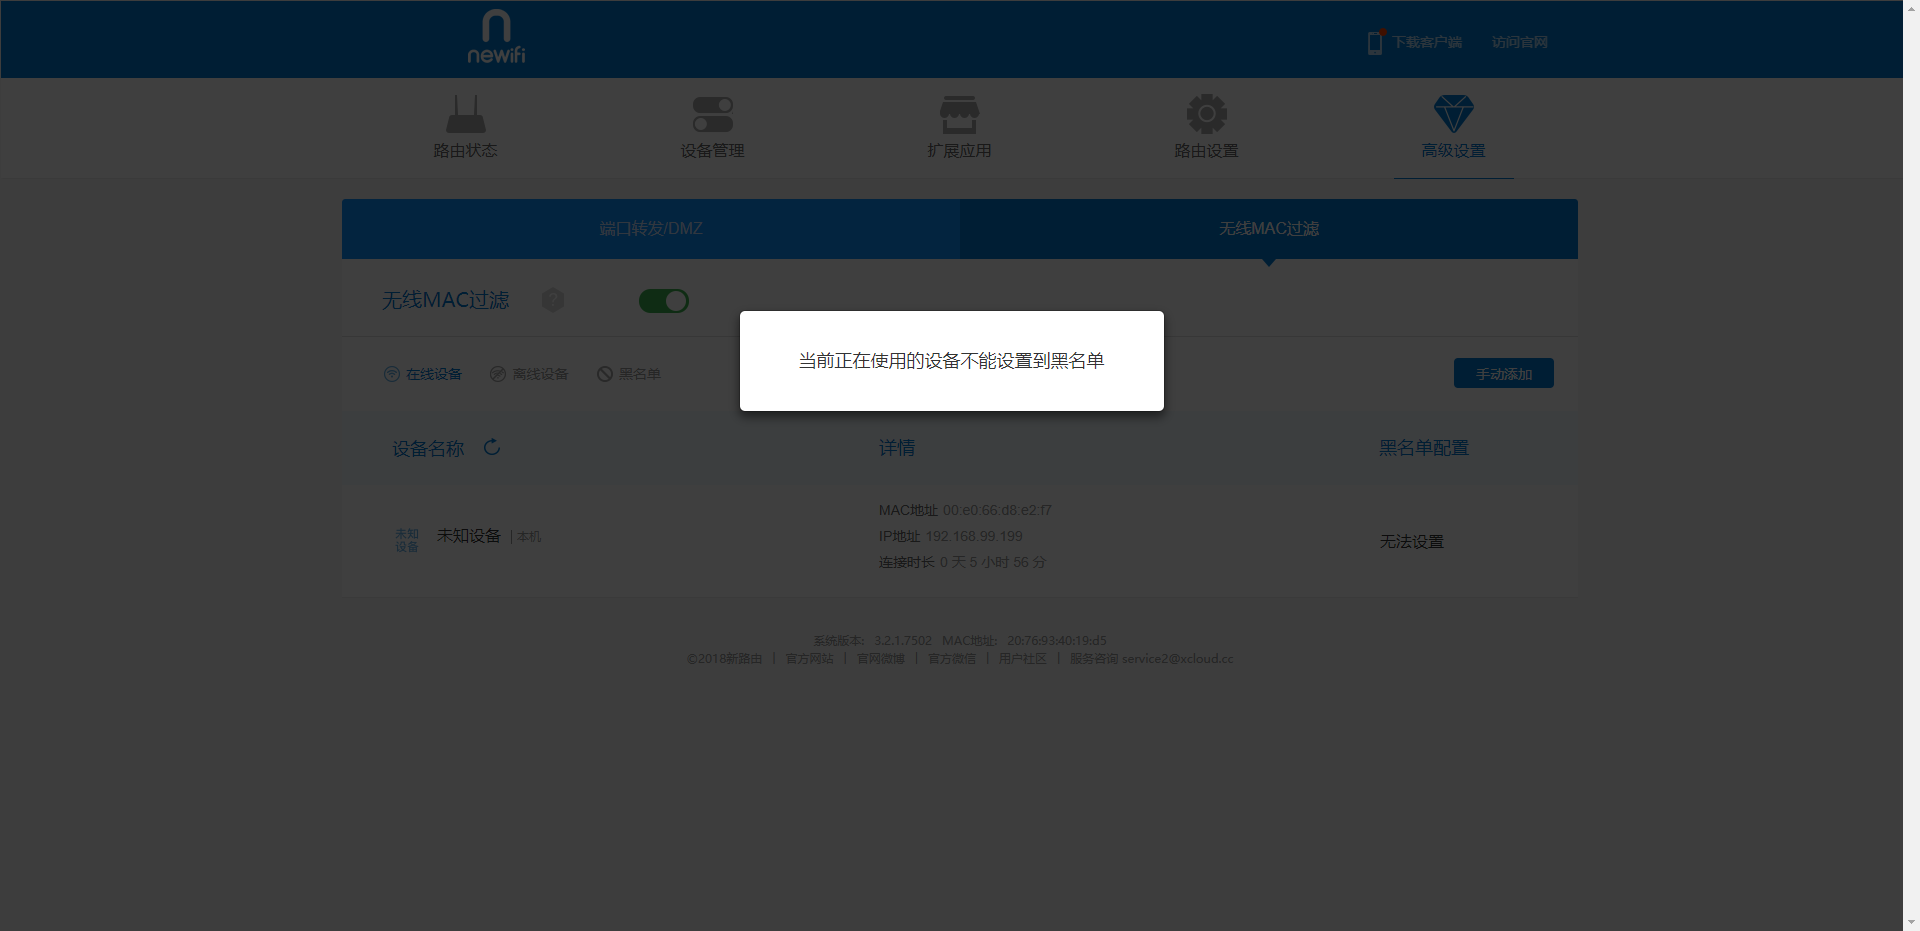 newifi
下载客户端 访问官网
路由状态 设备管理 扩展应用 路由设置 高级设置
端口转发/DMZ 无线MAC过滤
无线MAC过滤 ?
当前正在使用的设备不能设置到黑名单
在线设备 离线设备 黑名单 手动添加
设备名称 详情 黑名单配置
MAC地址 00:e0:66:d8:e2:f7
未知设备 未知设备 | 本机
IP地址 192.168.99.199
无法设置
连接时长 0 天 5 小时 56 分
系统版本: 3.2.1.7502 MAC地址: 20:76:93:40:19:d5
©2018新路由 | 官方网站 | 官网微博 | 官方微信 | 用户社区 | 服务咨询 service2@xcloud.cc